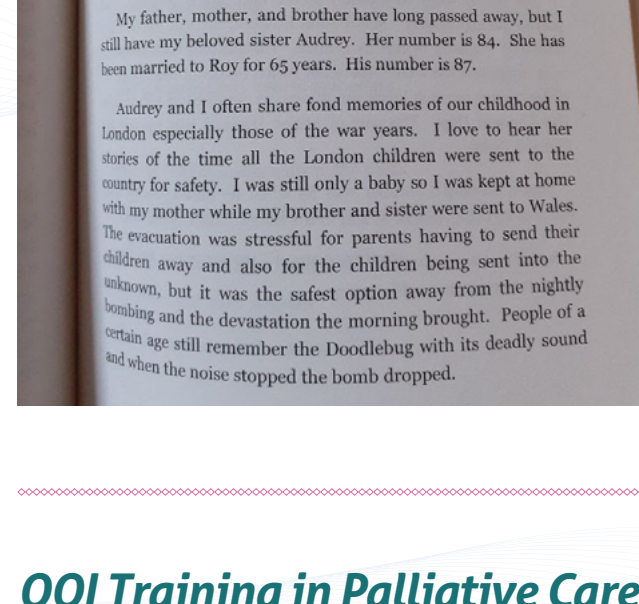 My father, mother, and brother have long passed away, but I
still have my beloved sister Audrey. Her number is 84. She has
been married to Roy for 65 years. His number is 87.
Audrey and I often share fond memories of our childhood in
London especially those of the war years. I love to hear her
stories of the time all the London children were sent to the
country for safety. I was still only a baby so I was kept at home
with my mother while my brother and sister were sent to Wales.
The evacuation was stressful for parents having to send their
children away and also for the children being sent into the
unknown, but it was the safest option away from the nightly
bombing and the devastation the morning brought. People of a
certain age still remember the Doodlebug with its deadly sound
and when the noise stopped the bomb dropped.
Training in Palliative Care